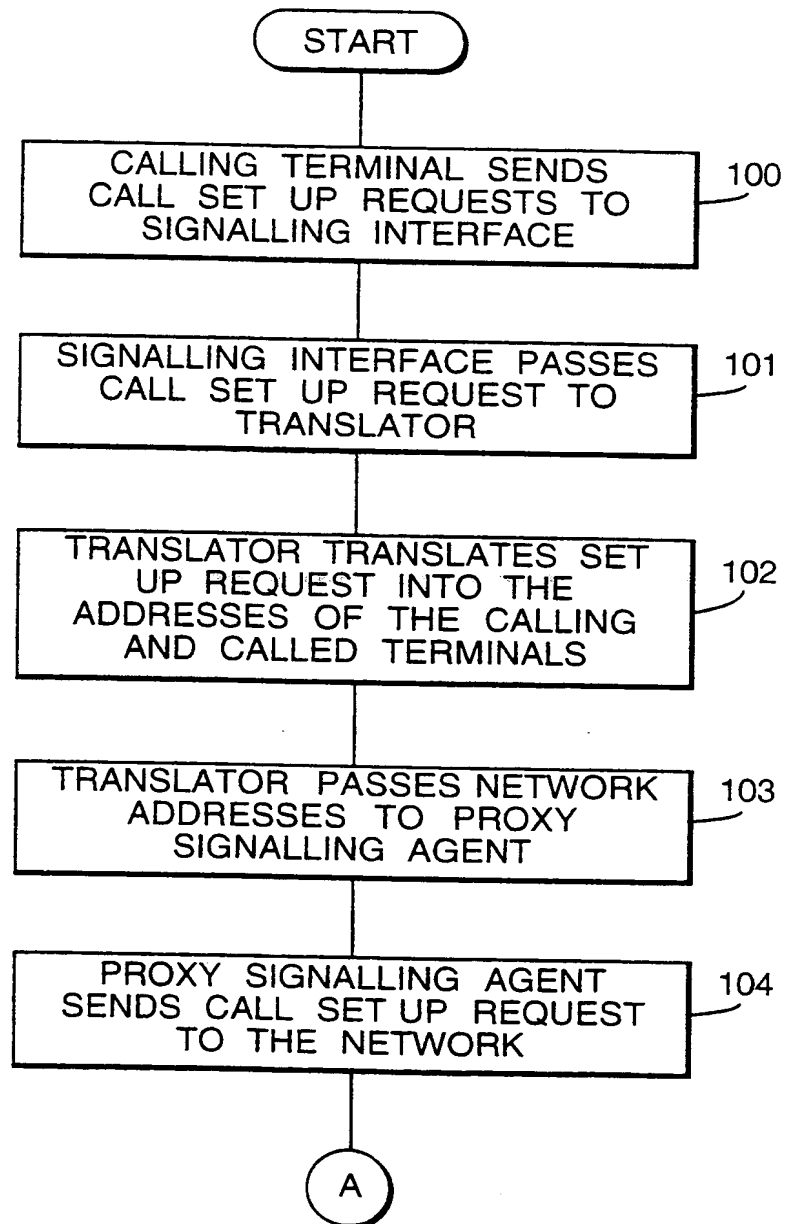 START
CALLING TERMINAL SENDS
CALL SET UP REQUESTS TO
SIGNALLING INTERFACE
100
SIGNALLING INTERFACE PASSES
CALL SET UP REQUEST TO
TRANSLATOR
101
TRANSLATOR TRANSLATES SET
UP REQUEST INTO THE
ADDRESSES OF THE CALLING
AND CALLED TERMINALS
102
TRANSLATOR PASSES NETWORK
ADDRESSES TO PROXY
SIGNALLING AGENT
103
PROXY SIGNALLING AGENT
SENDS CALL SET UP REQUEST
TO THE NETWORK
104
A